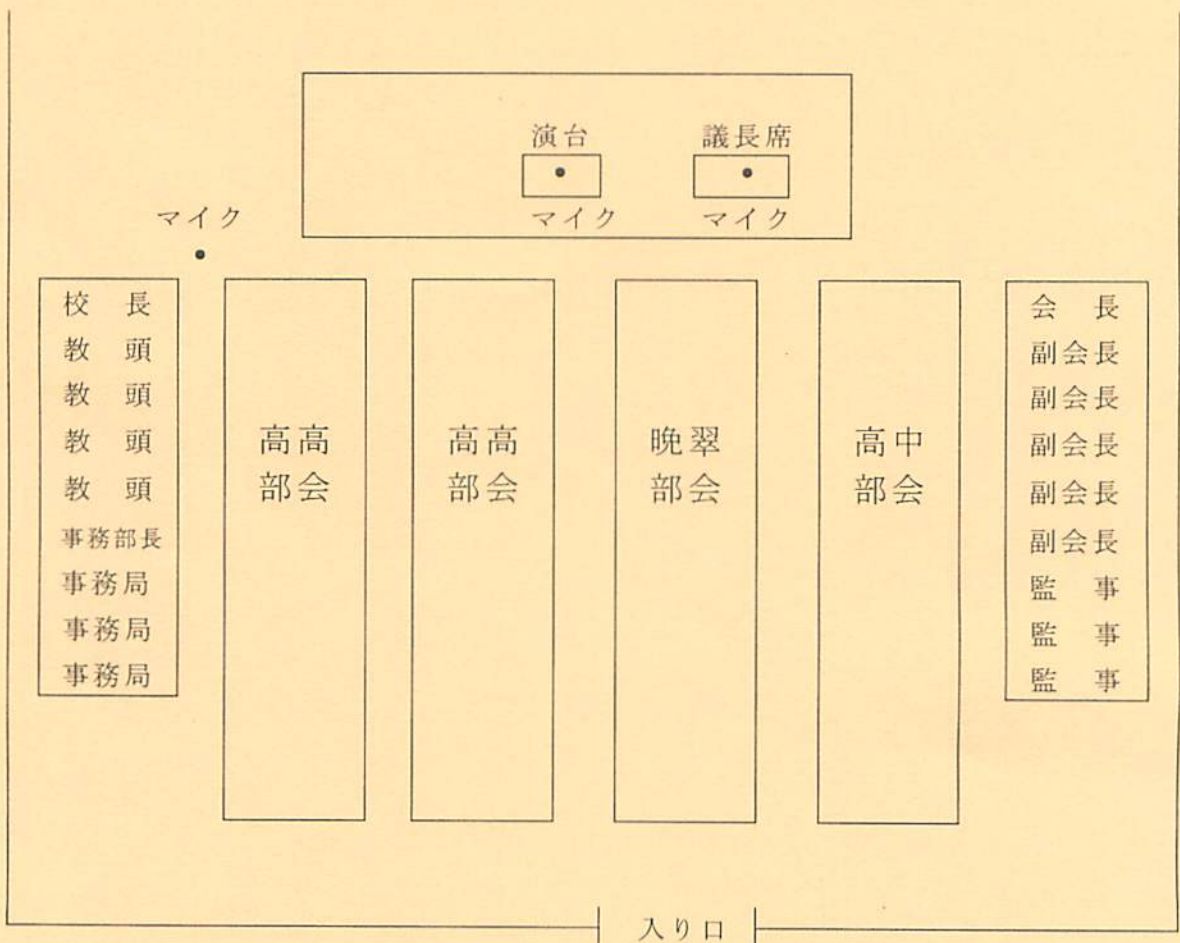 演台
議長席
マイク
マイク
マイク
校長
教頭
教頭
教頭
教頭
事務部長
事務局
事務局
事務局
高高
部会
高高
部会
晩翠
部会
高中
部会
会長
副会長
副会長
副会長
副会長
副会長
監事
監事
監事
入り口